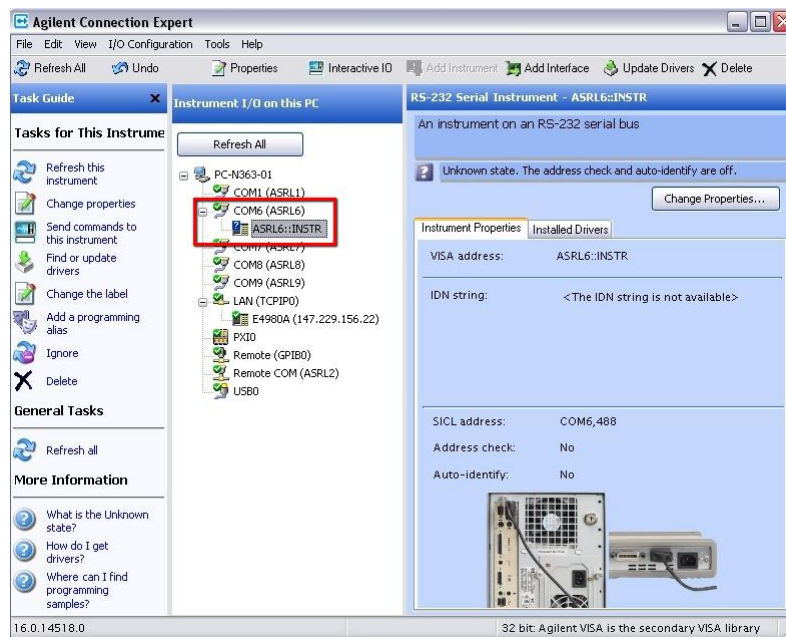 Agilent Connection Expert
File Edit View I/O Configuration Tools Help
Refresh All Undo Properties Interactive IO Add Instrument Add Interface Update Drivers Delete
Task Guide
Tasks for This Instrume
Refresh this
instrument
Change properties
Send commands to
this instrument
Find or update
drivers
Change the label
Add a programming
alias
Ignore
Delete
General Tasks
Refresh all
More Information
What is the Unknown
state?
How do I get
drivers?
Where can I find
programming
samples?
Instrument I/O on this PC
Refresh All
PC-N363-01
COM1 (ASRL1)
COM6 (ASRL6)
ASRL6::INSTR
COM7 (ASRL7)
COM8 (ASRL8)
COM9 (ASRL9)
LAN (TCPIP0)
E4980A (147.229.156.22)
PXI0
Remote (GPIB0)
Remote COM (ASRL2)
USB0
RS-232 Serial Instrument - ASRL6::INSTR
An instrument on an RS-232 serial bus
Unknown state. The address check and auto-identify are off.
Change Properties...
Instrument Properties Installed Drivers
VISA address: ASRL6::INSTR
IDN string: <The IDN string is not available>
SICL address: COM6,488
Address check: No
Auto-identify: No
16.0.14518.0 32 bit: Agilent VISA is the secondary VISA library